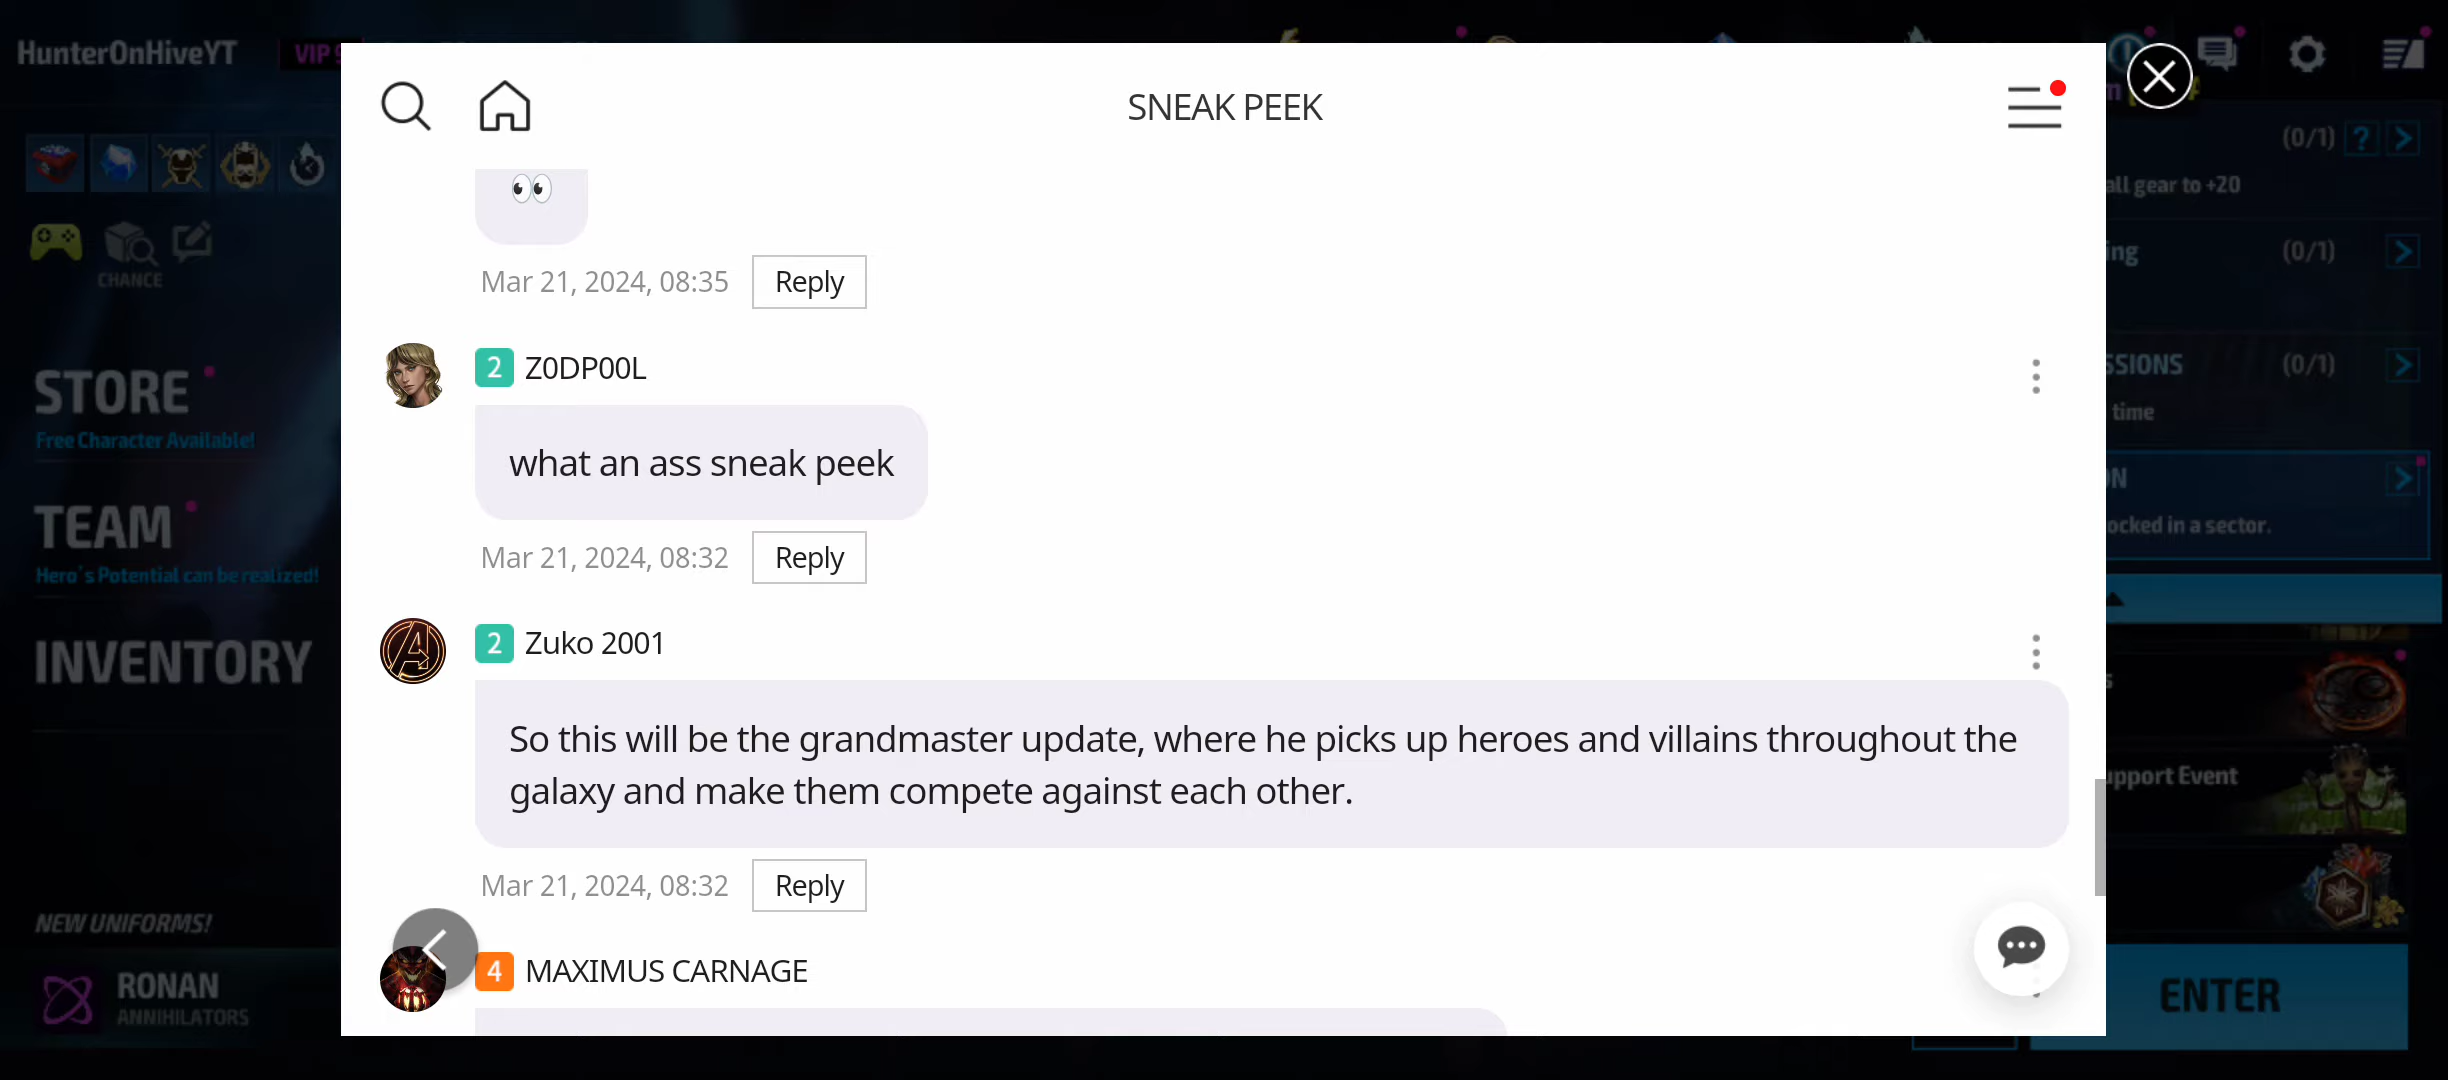 HunterOnHiveYT
VIP
SNEAK PEEK
(0/1) ?
all gear to +20
CHANCE
Mar 21, 2024, 08:35 Reply
ing (0/1)
STORE
Free Character Available!
2 Z0DP00L
SSIONS (0/1)
time
what an ass sneak peek
TEAM
Hero's Potential can be realized!
Mar 21, 2024, 08:32 Reply
ON
ocked in a sector.
INVENTORY
2 Zuko 2001
So this will be the grandmaster update, where he picks up heroes and villains throughout the
galaxy and make them compete against each other.
upport Event
Mar 21, 2024, 08:32 Reply
NEW UNIFORMS!
RONAN
ANNIHILATORS
4 MAXIMUS CARNAGE
ENTER